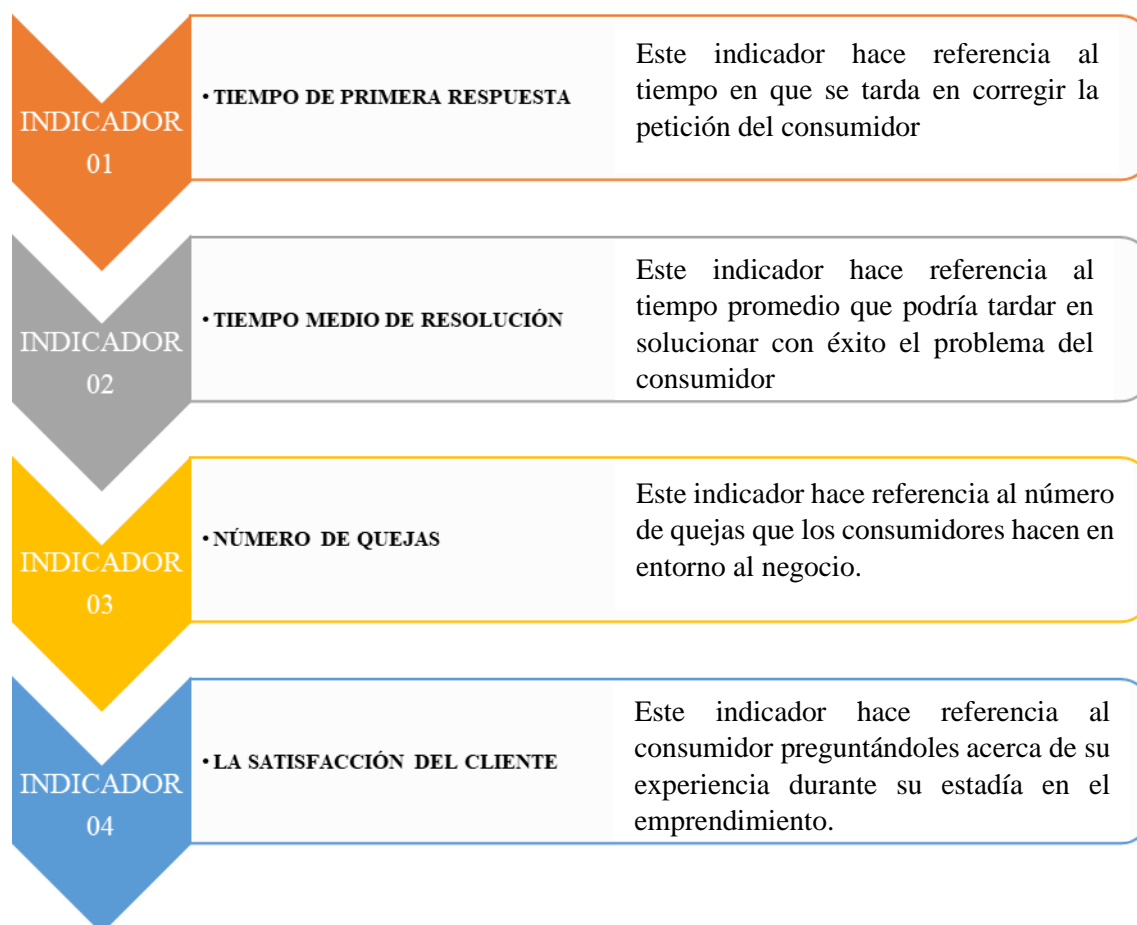 INDICADOR
01
• TIEMPO DE PRIMERA RESPUESTA
Este indicador hace referencia al
tiempo en que se tarda en corregir la
petición del consumidor
INDICADOR
02
• TIEMPO MEDIO DE RESOLUCIÓN
Este indicador hace referencia al
tiempo promedio que podría tardar en
solucionar con éxito el problema del
consumidor
INDICADOR
03
• NÚMERO DE QUEJAS
Este indicador hace referencia al número
de quejas que los consumidores hacen en
entorno al negocio.
INDICADOR
04
• LA SATISFACCIÓN DEL CLIENTE
Este indicador hace referencia al
consumidor preguntándoles acerca de su
experiencia durante su estadía en el
emprendimiento.